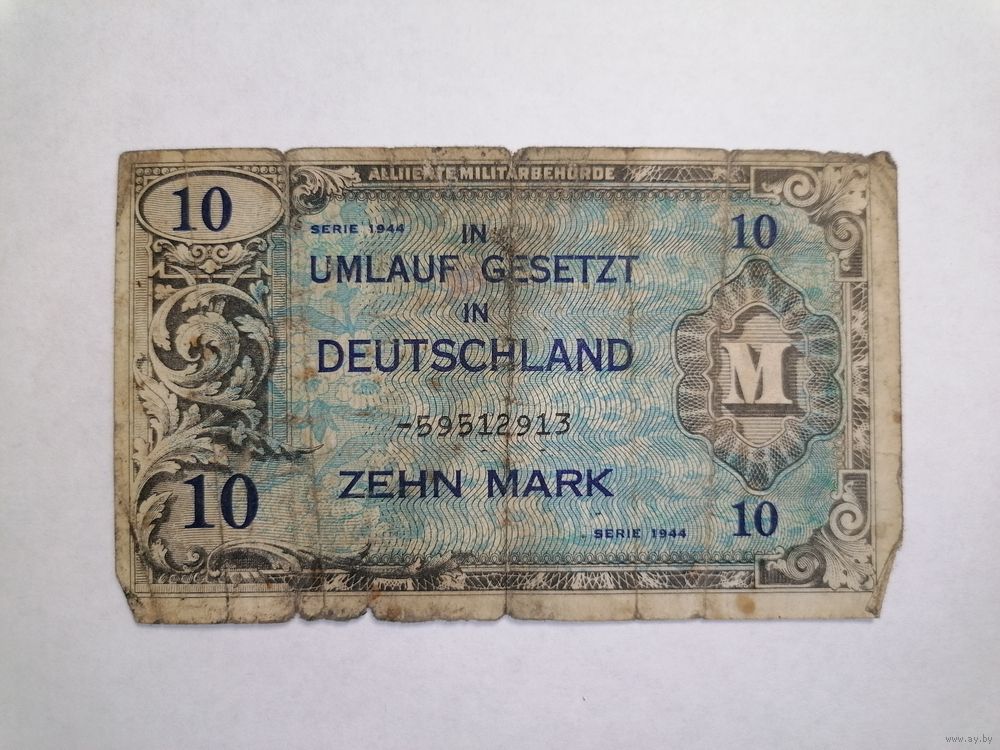 ALLIIERTE MILITÄRBEHÖRDE
10
10
SERIE 1944 IN
UMLAUF GESETZT
IN
DEUTSCHLAND
M
-59512913
ZEHN MARK
10
10
SERIE 1944
www.ay.by